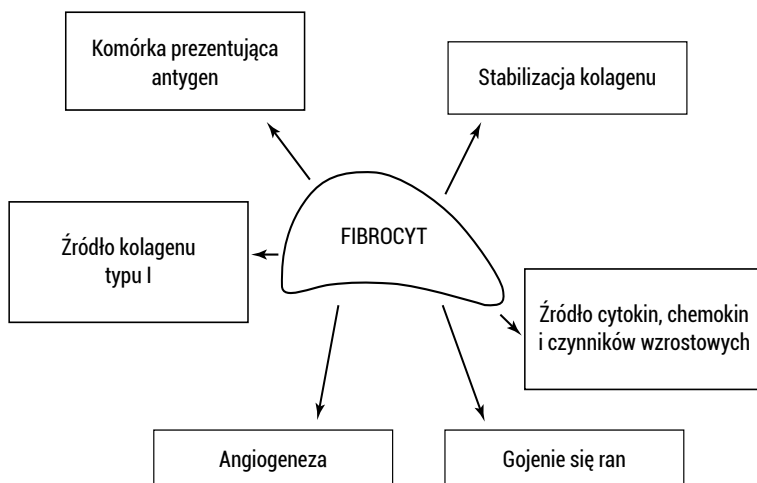 Komórka prezentująca
antygen
Stabilizacja kolagenu
FIBROCYT
Źródło kolagenu
typu I
Źródło cytokin, chemokin
i czynników wzrostowych
Angiogeneza
Gojenie się ran